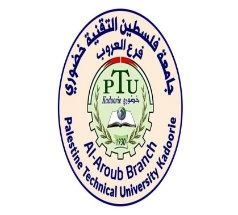 جامعة فلسطين التقنية خضوري
فرع العروب
PTU
Kadoorie خضوري
1930
Al-Aroub Branch
Palestine Technical University Kadoorie